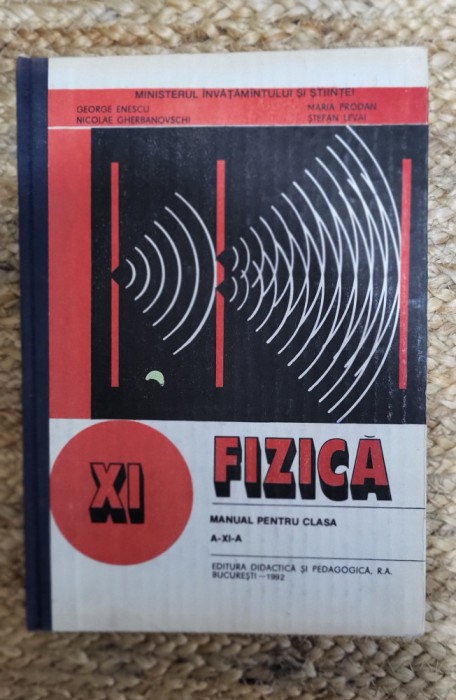 MINISTERUL ÎNVĂȚĂMÎNTULUI ȘI ȘTIINȚEI
GEORGE ENESCU
NICOLAE GHERBANOVSCHI
MARIA PRODAN
ȘTEFAN LEVAI
XI
FIZICĂ
MANUAL PENTRU CLASA
A-XI-A
EDITURA DIDACTICĂ ȘI PEDAGOGICĂ, R.A.
BUCUREȘTI—1992